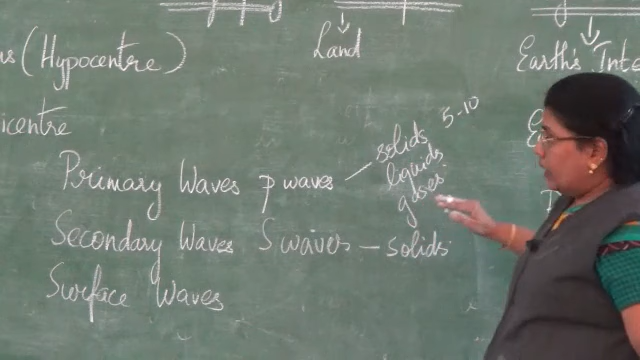 (Hypocentre)
Land
Earth's Inte
icentre
Primary Waves p waves — solids 5-10
liquids
gases
Secondary Waves S waves — solids
Surface Waves